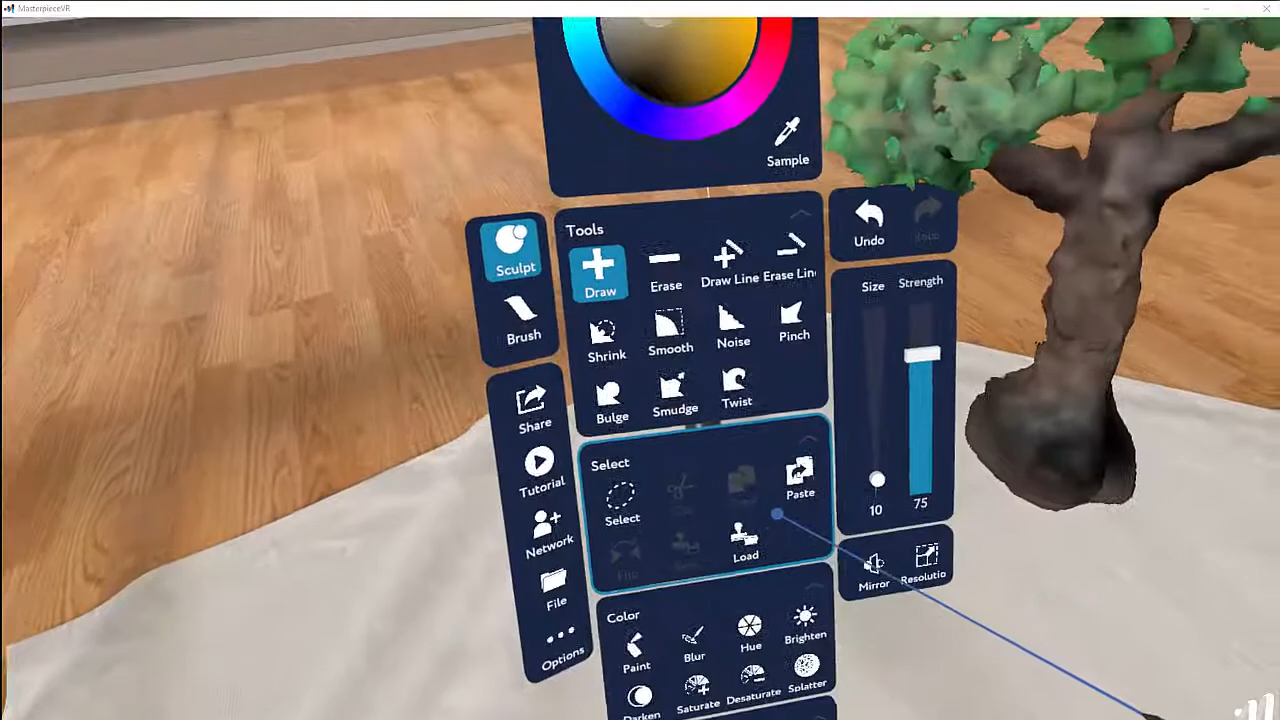 MasterpieceVR
Sample
Tools
Sculpt
Brush
Draw
Erase
Draw Line
Erase Lin
Shrink
Smooth
Noise
Pinch
Bulge
Smudge
Twist
Undo
Size
Strength
10
75
Share
Tutorial
Network
File
Options
Select
Select
Paste
Flip
Load
Mirror
Resolutio
Color
Paint
Blur
Hue
Brighten
Darken
Saturate
Desaturate
Splatter